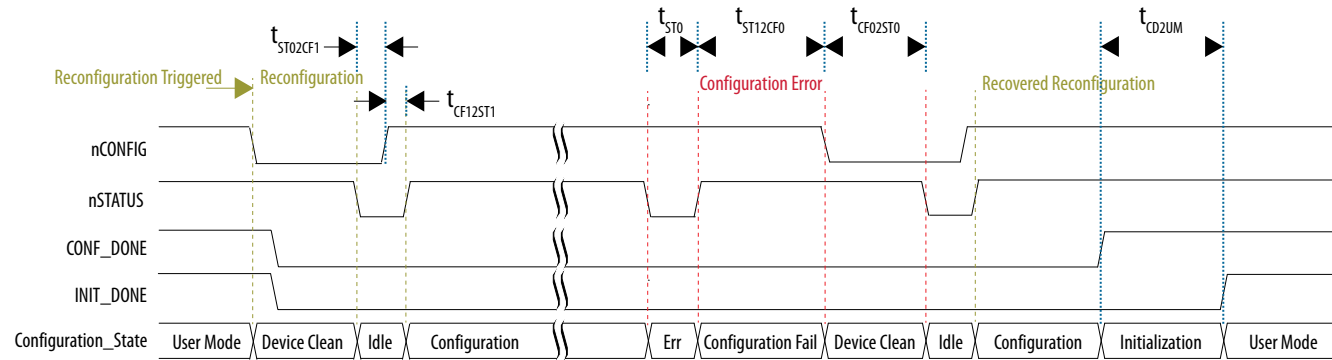 tST0 tST12CF0 tCF02ST0 tCD2UM
tST02CF1
Reconfiguration Triggered Reconfiguration Configuration Error Recovered Reconfiguration
tCF12ST1
nCONFIG
nSTATUS
CONF_DONE
INIT_DONE
Configuration_State User Mode Device Clean Idle Configuration Err Configuration Fail Device Clean Idle Configuration Initialization User Mode